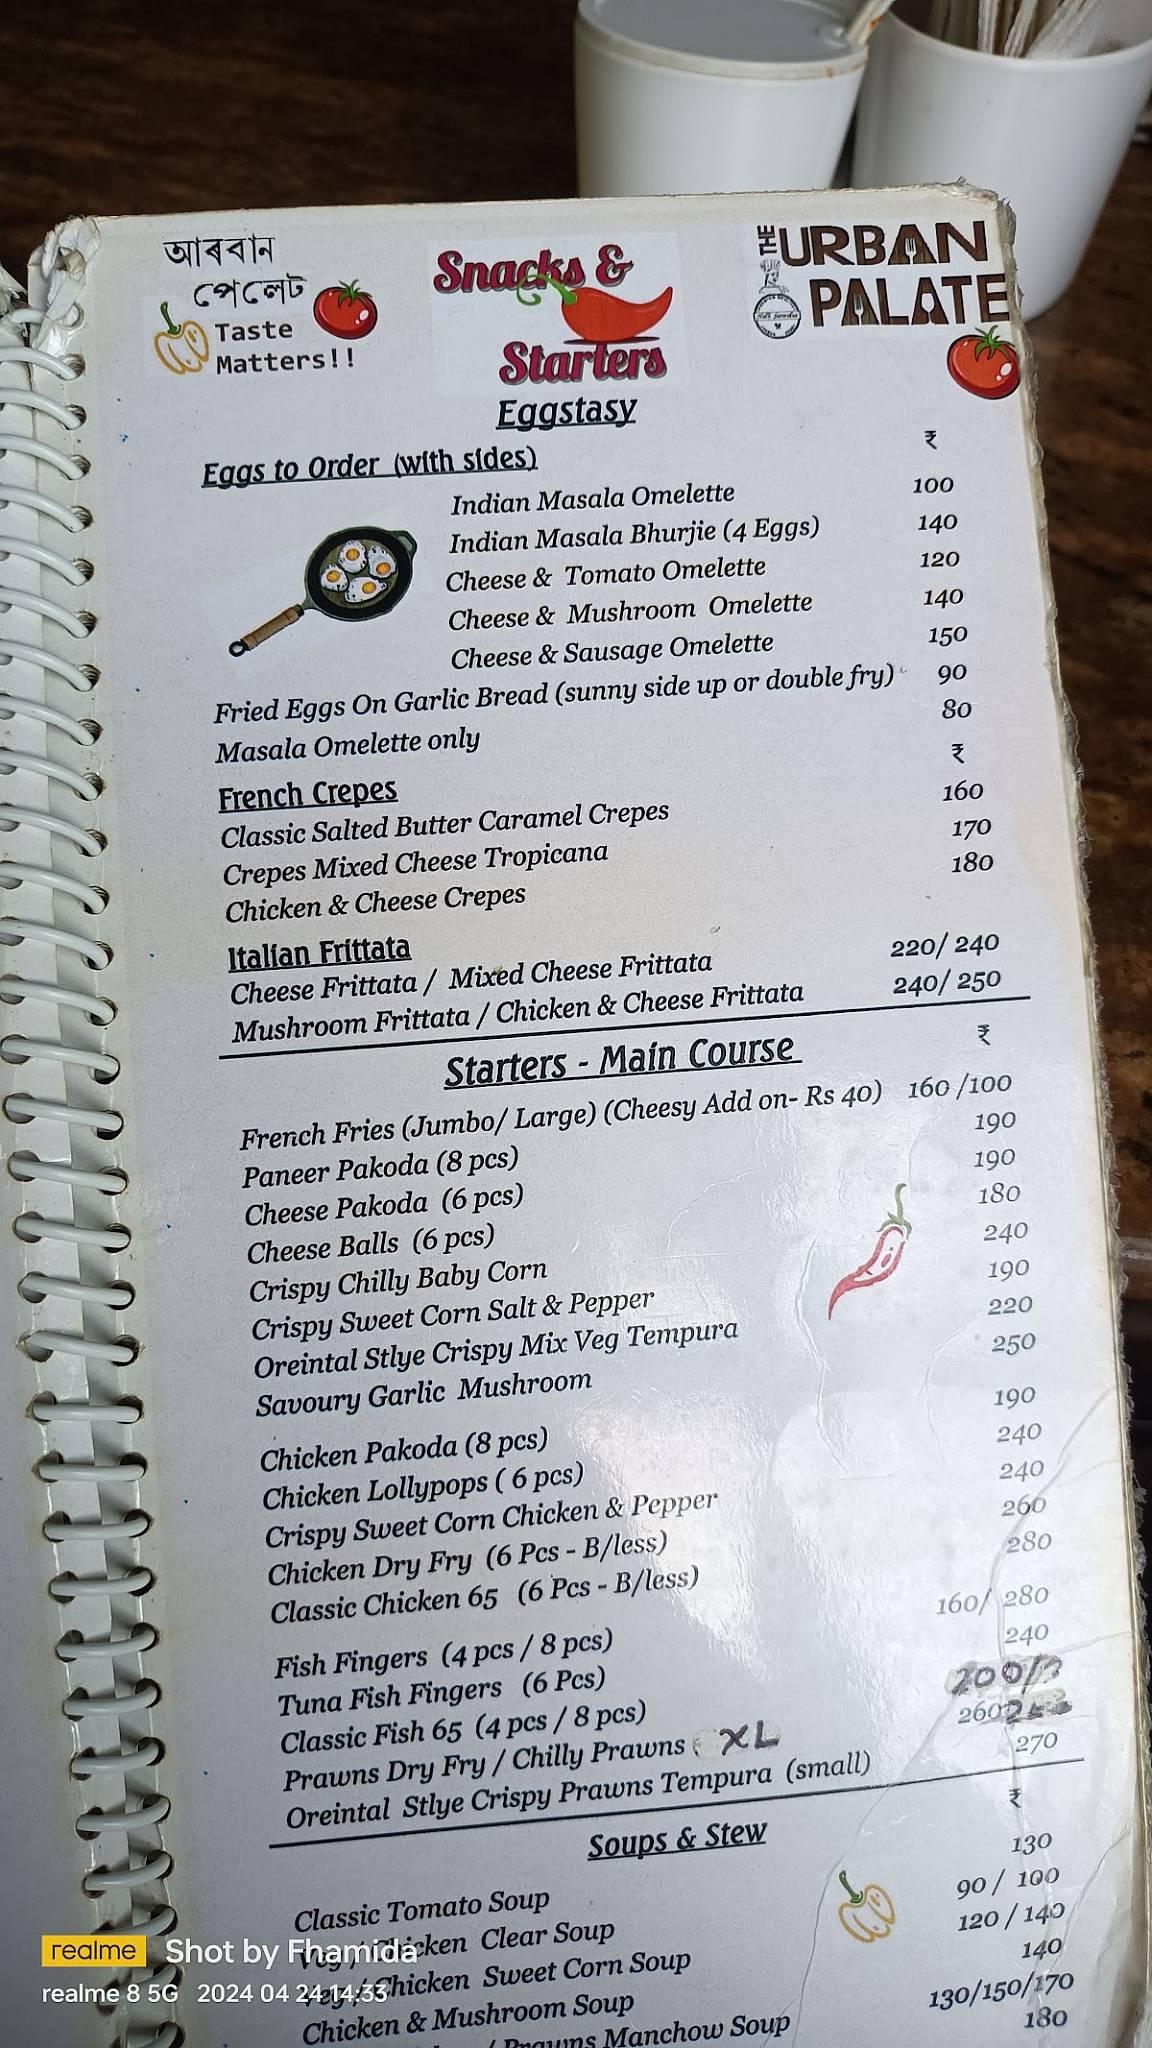 আৰবান
পেলেট
Taste
Matters!!
Snacks &
Starters
THE URBAN
PALATE
Eggstasy
Eggs to Order (with sides) ₹
Indian Masala Omelette 100
Indian Masala Bhurjie (4 Eggs) 140
Cheese & Tomato Omelette 120
Cheese & Mushroom Omelette 140
Cheese & Sausage Omelette 150
Fried Eggs On Garlic Bread (sunny side up or double fry) 90
Masala Omelette only 80
French Crepes ₹
Classic Salted Butter Caramel Crepes 160
Crepes Mixed Cheese Tropicana 170
Chicken & Cheese Crepes 180
Italian Frittata
Cheese Frittata / Mixed Cheese Frittata 220/ 240
Mushroom Frittata / Chicken & Cheese Frittata 240/ 250
Starters - Main Course ₹
French Fries (Jumbo/ Large) (Cheesy Add on- Rs 40) 160 /100
Paneer Pakoda (8 pcs) 190
Cheese Pakoda (6 pcs) 190
Cheese Balls (6 pcs) 180
Crispy Chilly Baby Corn 240
Crispy Sweet Corn Salt & Pepper 190
Oreintal Stlye Crispy Mix Veg Tempura 220
Savoury Garlic Mushroom 250
Chicken Pakoda (8 pcs) 190
Chicken Lollypops ( 6 pcs) 240
Crispy Sweet Corn Chicken & Pepper 240
Chicken Dry Fry (6 Pcs - B/less) 260
Classic Chicken 65 (6 Pcs - B/less) 280
Fish Fingers (4 pcs / 8 pcs) 160/ 280
Tuna Fish Fingers (6 Pcs) 240
Classic Fish 65 (4 pcs / 8 pcs) 200/
Prawns Dry Fry / Chilly Prawns XL 260
Oreintal Stlye Crispy Prawns Tempura (small) 270
Soups & Stew ₹
Classic Tomato Soup 130
Veg / Chicken Clear Soup 90 / 100
Veg / Chicken Sweet Corn Soup 120 / 140
Chicken & Mushroom Soup 140
/ Prawns Manchow Soup 130/150/170
180
realme Shot by Fhamida
realme 8 5G 2024 04 24 14:33